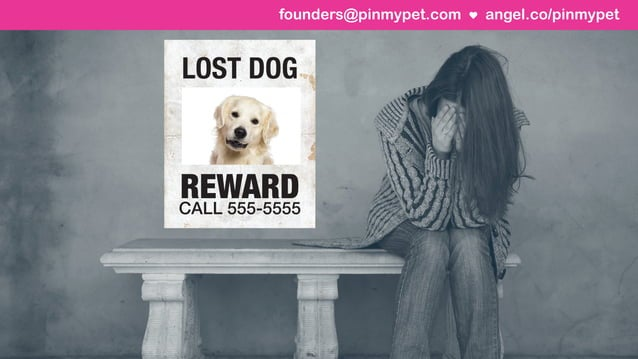 founders@pinmypet.com ♥ angel.co/pinmypet
LOST DOG
REWARD
CALL 555-5555